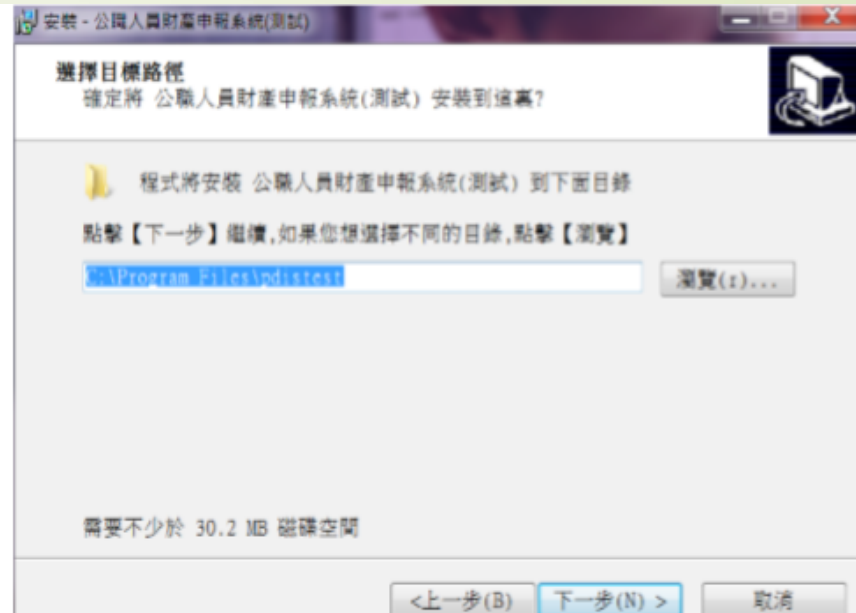 安裝 - 公職人員財產申報系統(測試)
選擇目標路徑
確定將 公職人員財產申報系統(測試) 安裝到這裏?
程式將安裝 公職人員財產申報系統(測試) 到下面目錄
點擊【下一步】繼續,如果您想選擇不同的目錄,點擊【瀏覽】
C:\Program Files\pdistest
瀏覽(r)...
需要不少於 30.2 MB 磁碟空間
<上一步(B)
下一步(N) >
取消